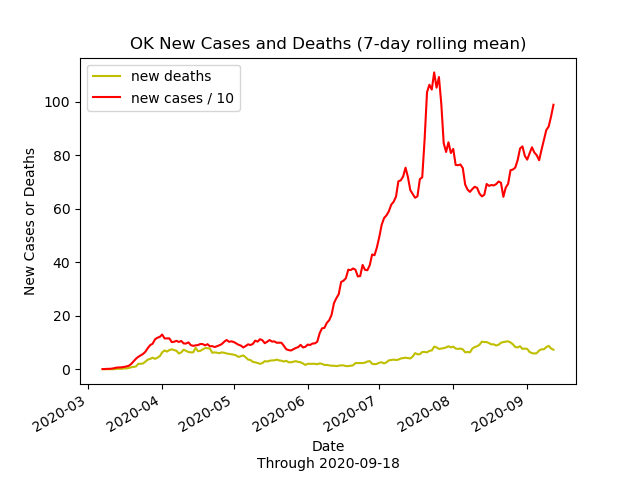 OK New Cases and Deaths (7-day rolling mean)
new deaths
new cases / 10
New Cases or Deaths
100
80
60
40
20
0
2020-03
2020-04
2020-05
2020-06
2020-07
2020-08
2020-09
Date
Through 2020-09-18